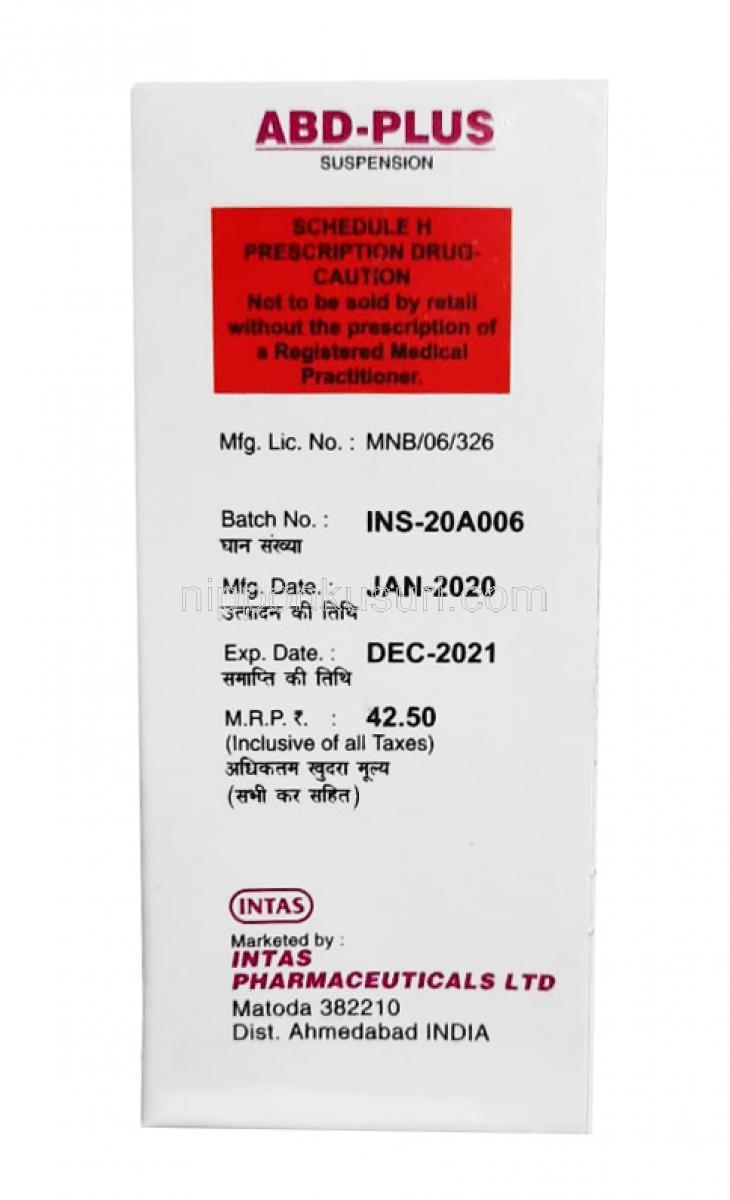 ABD-PLUS
SUSPENSION
SCHEDULE H
PRESCRIPTION DRUG-
CAUTION
Not to be sold by retail
without the prescription of
a Registered Medical
Practitioner.
Mfg. Lic. No. : MNB/06/326
Batch No. : INS-20A006
घान संख्या
Mfg. Date. : JAN-2020
nipponkusuri.com
उत्पादन की तिथि
Exp. Date. : DEC-2021
समाप्ति की तिथि
M.R.P. ₹. : 42.50
(Inclusive of all Taxes)
अधिकतम खुदरा मूल्य
(सभी कर सहित)
INTAS
Marketed by :
INTAS
PHARMACEUTICALS LTD
Matoda 382210
Dist. Ahmedabad INDIA